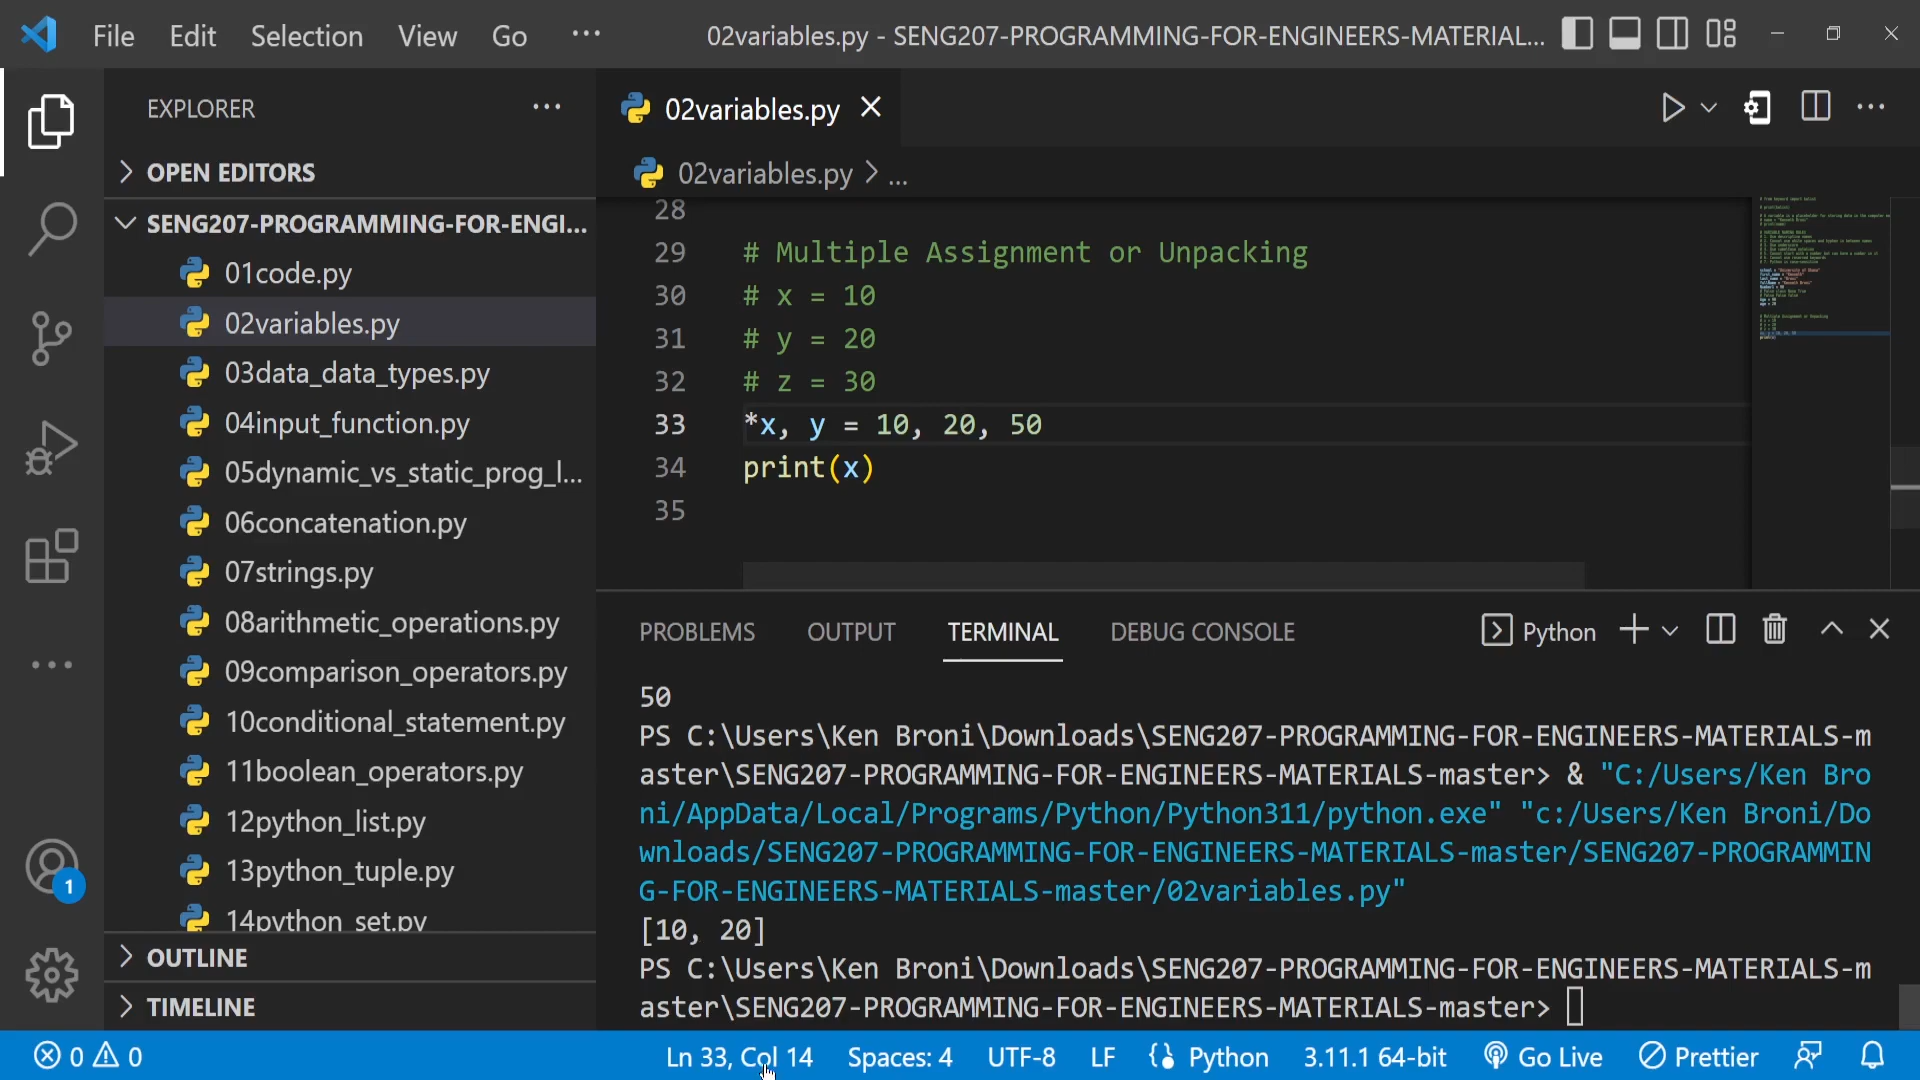 File Edit Selection View Go ··· 02variables.py - SENG207-PROGRAMMING-FOR-ENGINEERS-MATERIAL...
EXPLORER ···
OPEN EDITORS
SENG207-PROGRAMMING-FOR-ENGI...
01code.py
02variables.py
03data_data_types.py
04input_function.py
05dynamic_vs_static_prog_l...
06concatenation.py
07strings.py
08arithmetic_operations.py
09comparison_operators.py
10conditional_statement.py
11boolean_operators.py
12python_list.py
13python_tuple.py
14python_set.py
OUTLINE
TIMELINE
1
02variables.py
02variables.py > ...
28
29 # Multiple Assignment or Unpacking
30 # x = 10
31 # y = 20
32 # z = 30
33 *x, y = 10, 20, 50
34 print(x)
35
PROBLEMS OUTPUT TERMINAL DEBUG CONSOLE Python
50
PS C:\Users\Ken Broni\Downloads\SENG207-PROGRAMMING-FOR-ENGINEERS-MATERIALS-m
aster\SENG207-PROGRAMMING-FOR-ENGINEERS-MATERIALS-master> & "C:/Users/Ken Bro
ni/AppData/Local/Programs/Python/Python311/python.exe" "c:/Users/Ken Broni/Do
wnloads/SENG207-PROGRAMMING-FOR-ENGINEERS-MATERIALS-master/SENG207-PROGRAMMIN
G-FOR-ENGINEERS-MATERIALS-master/02variables.py"
[10, 20]
PS C:\Users\Ken Broni\Downloads\SENG207-PROGRAMMING-FOR-ENGINEERS-MATERIALS-m
aster\SENG207-PROGRAMMING-FOR-ENGINEERS-MATERIALS-master>
0 0 Ln 33, Col 14 Spaces: 4 UTF-8 LF Python 3.11.1 64-bit Go Live Prettier